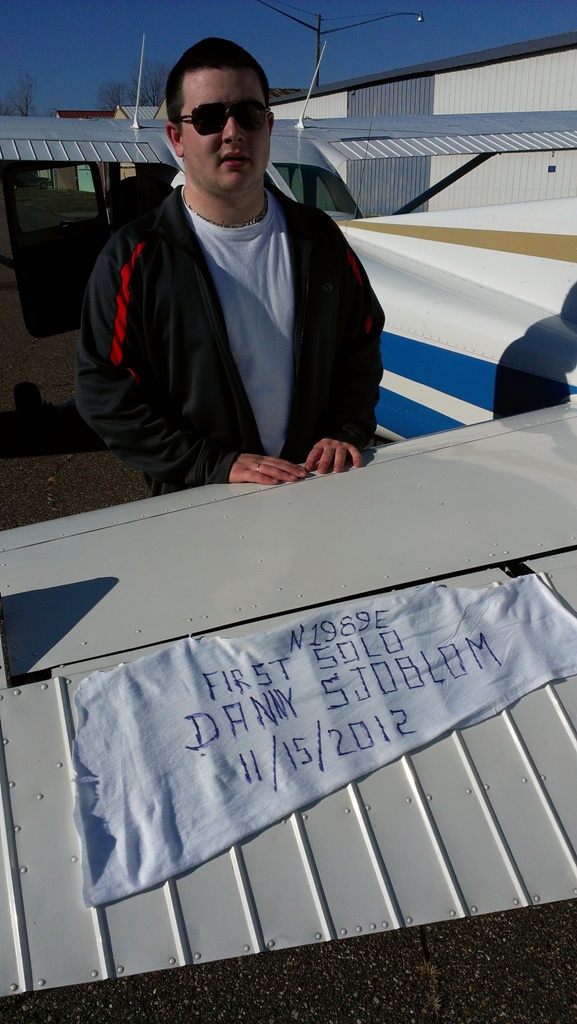 N1989E
FIRST SOLO
DANNY SJOBLOM
11/15/2012